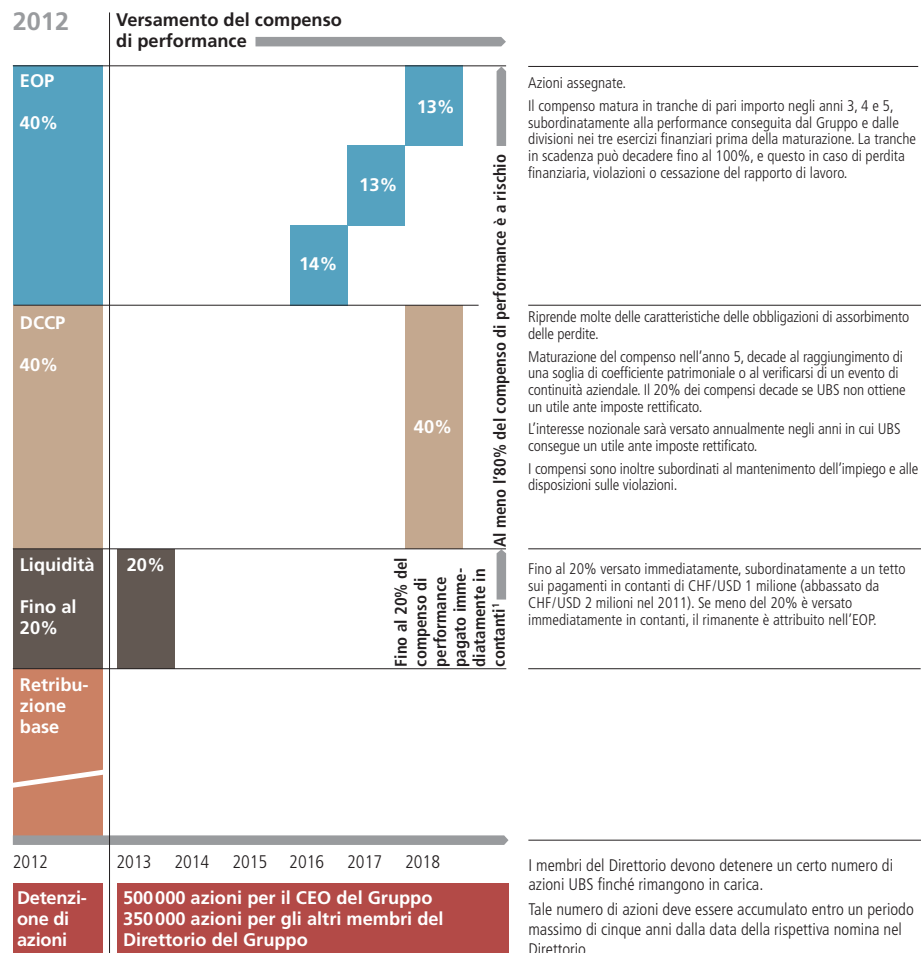 2012
Versamento del compenso
di performance
EOP
40%
13%
13%
14%
Azioni assegnate.
Il compenso matura in tranche di pari importo negli anni 3, 4 e 5,
subordinatamente alla performance conseguita dal Gruppo e dalle
divisioni nei tre esercizi finanziari prima della maturazione. La tranche
in scadenza può decadere fino al 100%, e questo in caso di perdita
finanziaria, violazioni o cessazione del rapporto di lavoro.
Al meno l'80% del compenso di performance è a rischio
DCCP
40%
40%
Riprende molte delle caratteristiche delle obbligazioni di assorbimento
delle perdite.
Maturazione del compenso nell'anno 5, decade al raggiungimento di
una soglia di coefficiente patrimoniale o al verificarsi di un evento di
continuità aziendale. Il 20% dei compensi decade se UBS non ottiene
un utile ante imposte rettificato.
L'interesse nozionale sarà versato annualmente negli anni in cui UBS
consegue un utile ante imposte rettificato.
I compensi sono inoltre subordinati al mantenimento dell'impiego e alle
disposizioni sulle violazioni.
Liquidità
Fino al
20%
20%
Fino al 20% del
compenso di
performance
pagato imme-
diatamente in
contanti¹
Fino al 20% versato immediatamente, subordinatamente a un tetto
sui pagamenti in contanti di CHF/USD 1 milione (abbassato da
CHF/USD 2 milioni nel 2011). Se meno del 20% è versato
immediatamente in contanti, il rimanente è attribuito nell'EOP.
Retribu-
zione
base
2012 2013 2014 2015 2016 2017 2018
Detenzi-
one di
azioni
500 000 azioni per il CEO del Gruppo
350 000 azioni per gli altri membri del
Direttorio del Gruppo
I membri del Direttorio devono detenere un certo numero di
azioni UBS finché rimangono in carica.
Tale numero di azioni deve essere accumulato entro un periodo
massimo di cinque anni dalla data della rispettiva nomina nel
Direttorio.